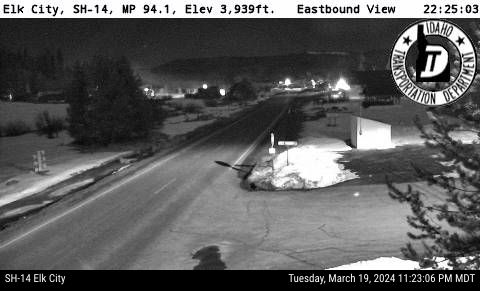 Elk City, SH-14, MP 94.1, Elev 3,939ft.   Eastbound View   22:25:03
IDAHO
TRANSPORTATION DEPARTMENT
SH-14 Elk City
Tuesday, March 19, 2024 11:23:06 PM MDT